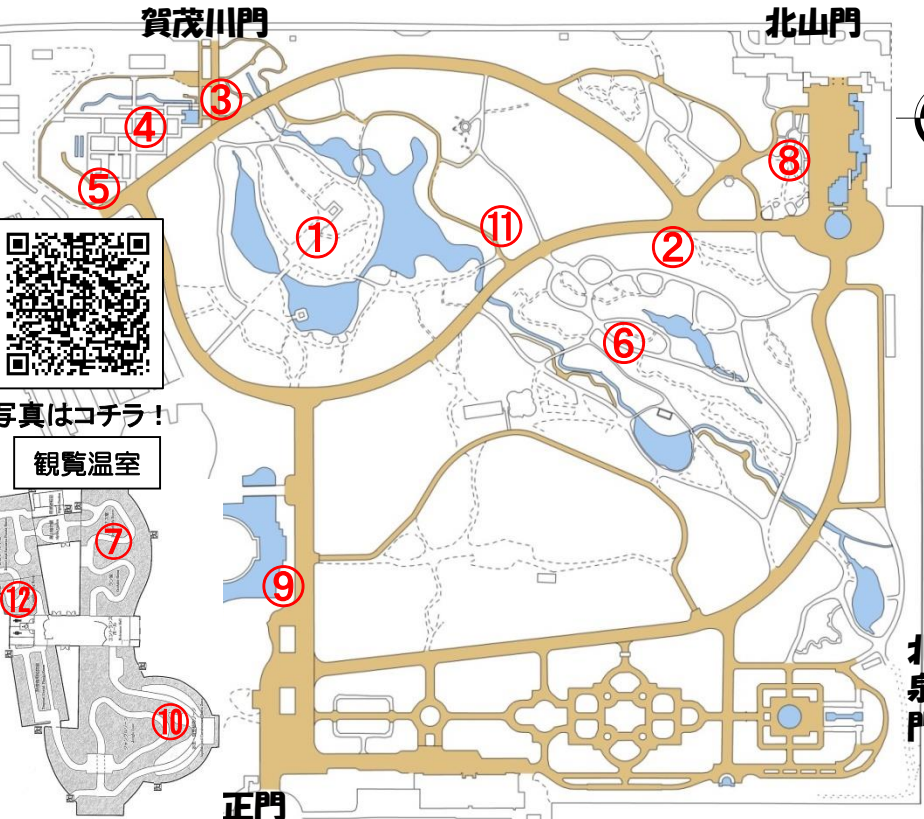 賀茂川門
北山門
③
④
⑧
⑤
①
⑪
②
⑥
写真はコチラ！
観覧温室
⑦
⑨
⑫
⑩
北
泉
門
正門